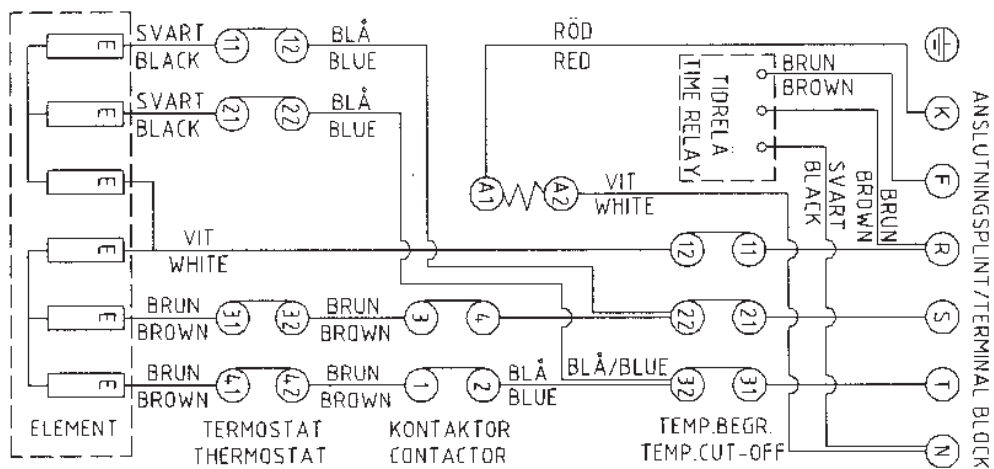 E
SVART
BLACK
11
12
BLÅ
BLUE
RÖD
RED
TIDRELÄ
TIME RELAY
BRUN
BROWN
K
E
SVART
BLACK
21
22
BLÅ
BLUE
E
A1
A2
VIT
WHITE
SVART
BLACK
BRUN
BROWN
F
E
VIT
WHITE
12
11
R
E
BRUN
BROWN
31
32
BRUN
BROWN
3
4
22
21
S
E
BRUN
BROWN
41
42
BRUN
BROWN
1
2
BLÅ
BLUE
BLÅ/BLUE
32
31
T
N
ELEMENT
TERMOSTAT
THERMOSTAT
KONTAKTOR
CONTACTOR
TEMP.BEGR.
TEMP.CUT-OFF
ANSLUTNINGSPLINT/TERMINAL BLOCK